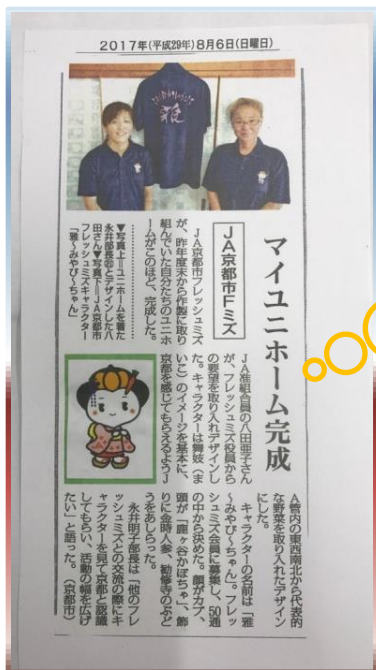 2017年(平成29年)8月6日(日曜日)
雅
マイユニホーム完成
JA京都市Fミズ
JA京都市フレッシュミズ
が、昨年度末から作製に取り
組んでいた自分たちのユニホ
ームがこのほど、完成した。
▼写真上=ユニホームを着た
永井部長㊨とデザインした八
田さん▼写真下=JA京都市
フレッシュミズキャラクター
「雅~みやび~ちゃん」
JA准組合員の八田亜子さん
が、フレッシュミズ役員から
の要望を取り入れデザインし
た。キャラクターは舞妓(ま
いこ)のイメージを基本に、
京都を感じてもらえるようJ
A管内の東西南北から代表的
な野菜を取り入れたデザイン
にした。
キャラクターの名前は「雅
~みやび~ちゃん」。フレッ
シュミズ会員に募集し、50通
の中から決めた。顔がカブ、
頭が「鹿ヶ谷かぼちゃ」、飾
りに金時人参、勧修寺のぶど
うをあしらった。
永井明子部長は「他のフレ
ッシュミズとの交流の際にキ
ャラクターを見て京都と認識
してもらい、活動の幅を広げ
たい」と語った。(京都市)